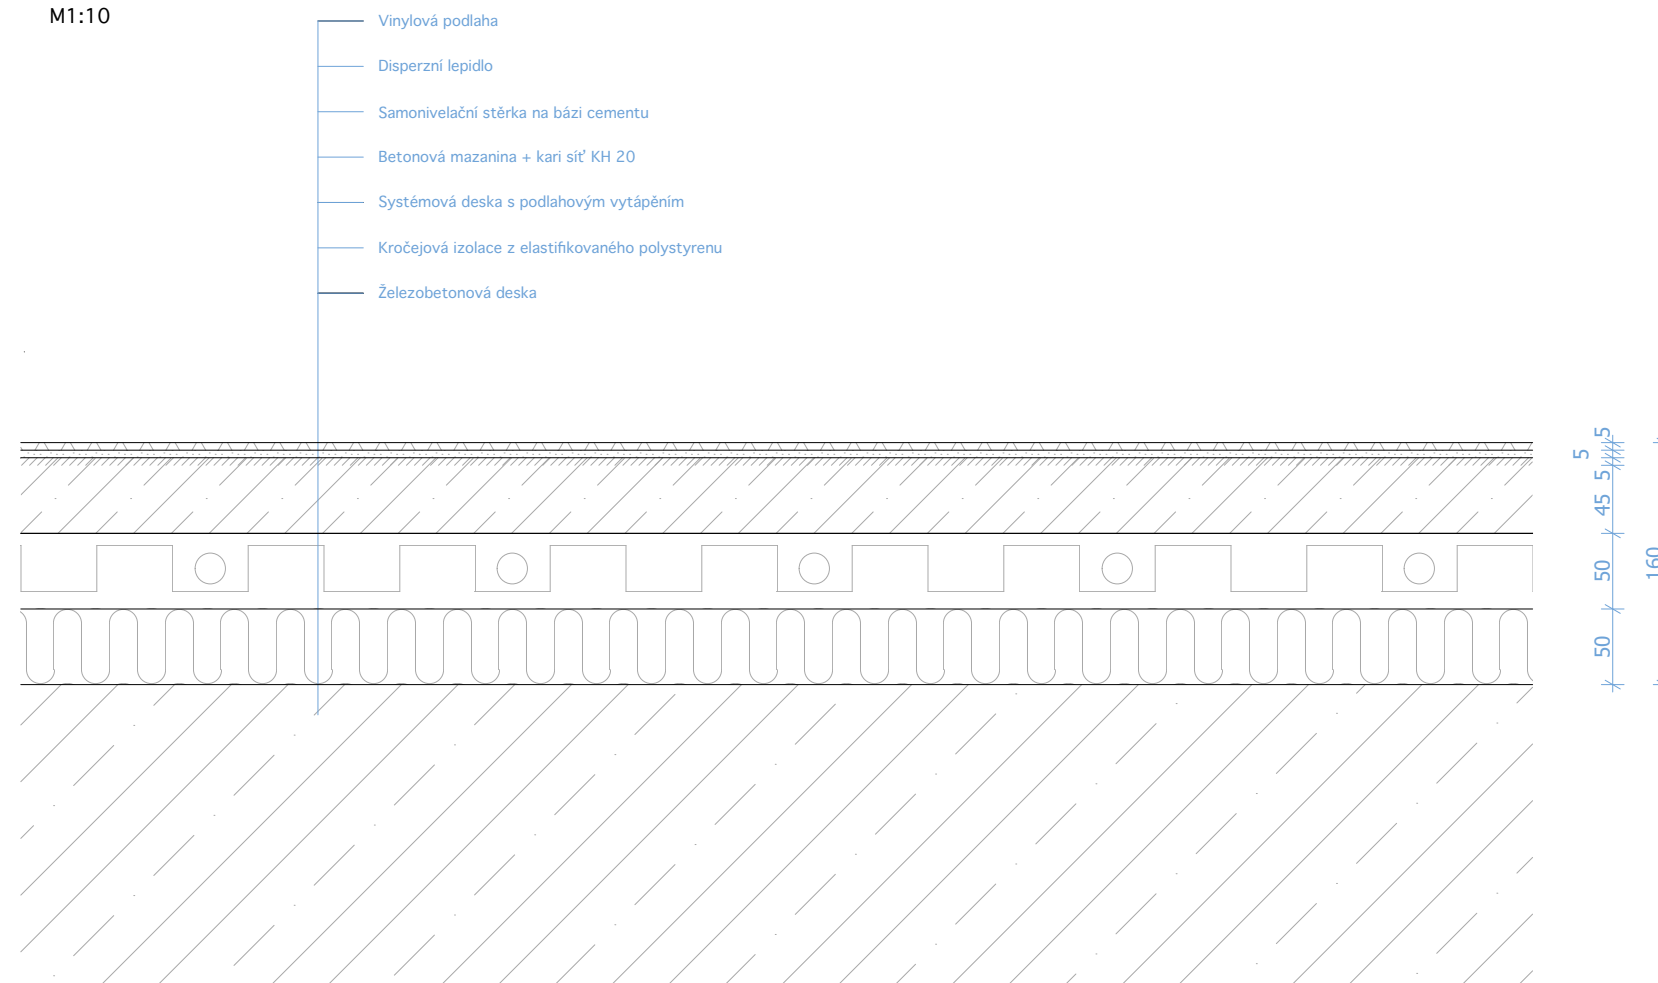 M1:10
Vinylová podlaha
Disperzní lepidlo
Samonivelační stěrka na bázi cementu
Betonová mazanina + kari síť KH 20
Systémová deska s podlahovým vytápěním
Kročejová izolace z elastifikovaného polystyrenu
Železobetonová deska
5
5
5
45
50
50
160